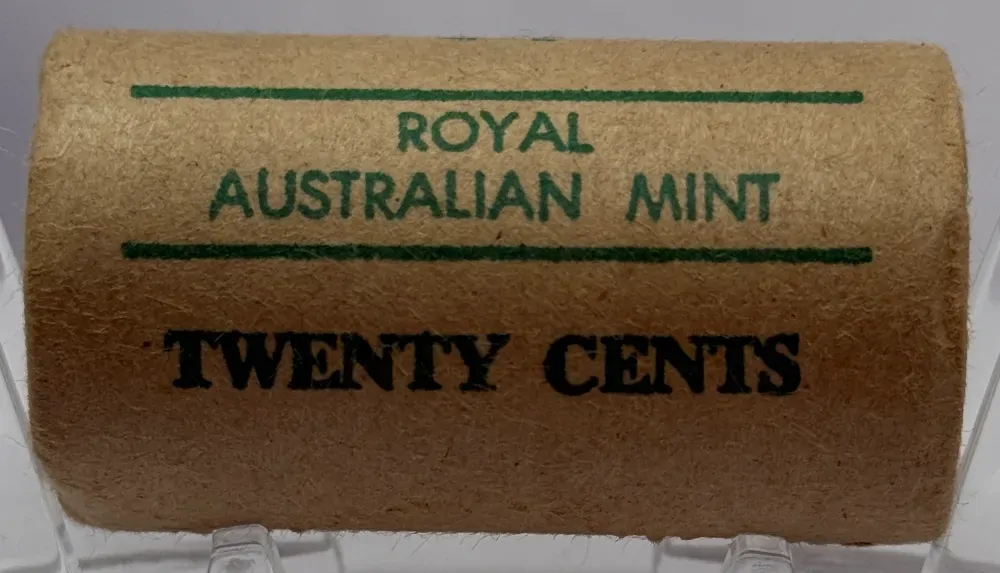 ROYAL
AUSTRALIAN MINT
TWENTY CENTS